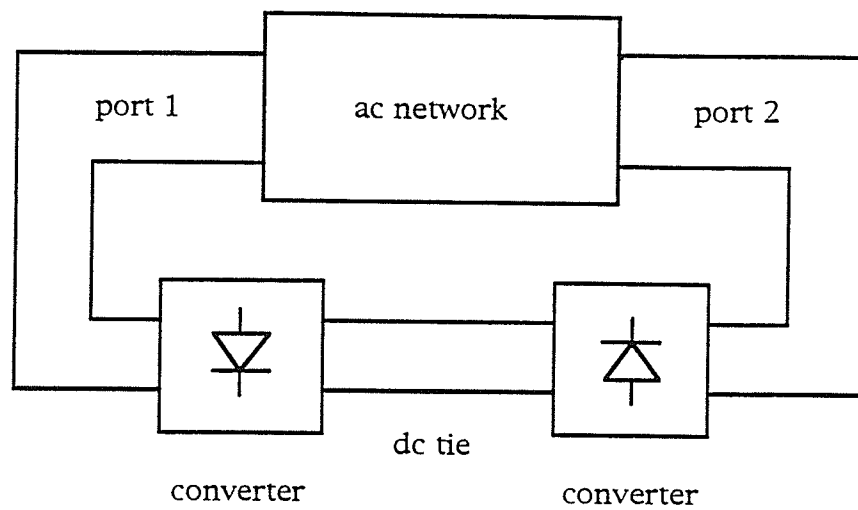 port 1
ac network
port 2
dc tie
converter
converter